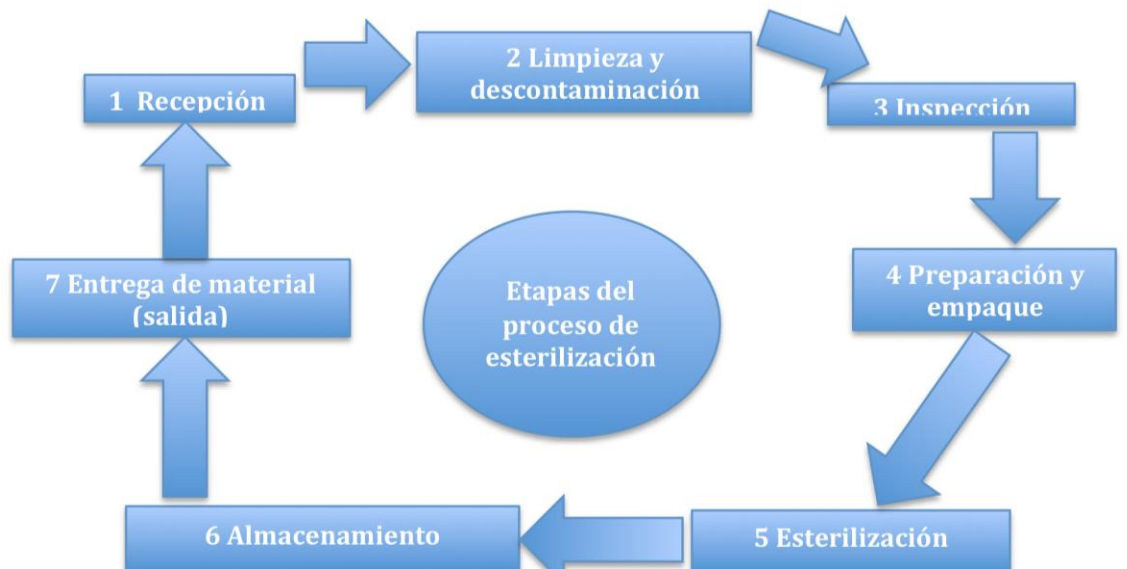 1 Recepción
2 Limpieza y
descontaminación
3 Inspección
4 Preparación y
empaque
5 Esterilización
6 Almacenamiento
7 Entrega de material
(salida)
Etapas del
proceso de
esterilización